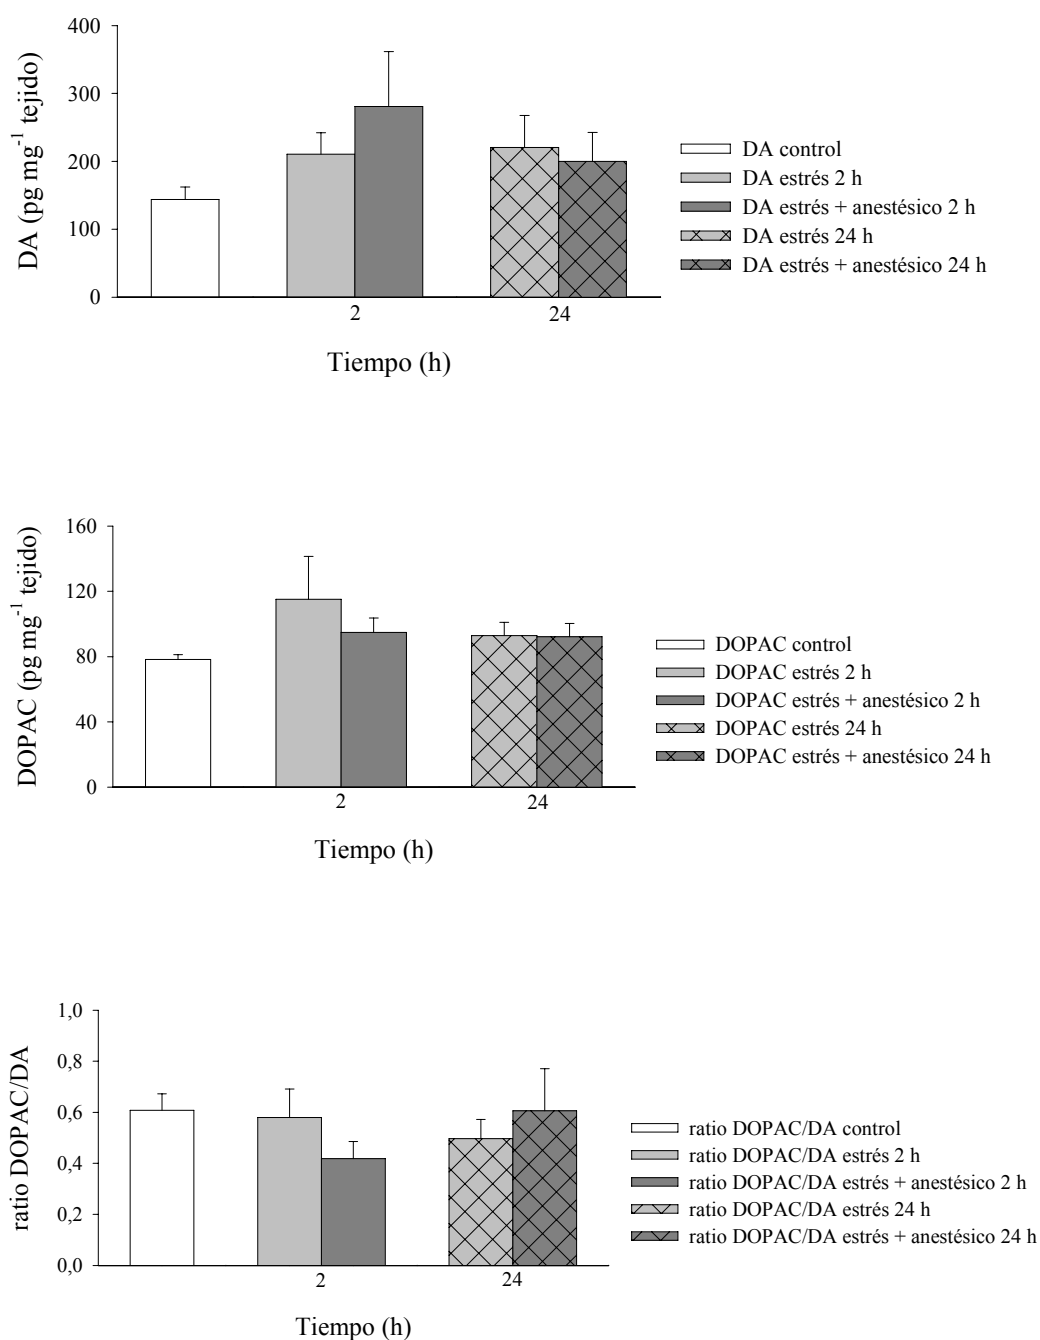 400
300
200
100
0
DA (pg mg⁻¹ tejido)
2
24
Tiempo (h)
DA control
DA estrés 2 h
DA estrés + anestésico 2 h
DA estrés 24 h
DA estrés + anestésico 24 h
160
120
80
40
0
DOPAC (pg mg⁻¹ tejido)
2
24
Tiempo (h)
DOPAC control
DOPAC estrés 2 h
DOPAC estrés + anestésico 2 h
DOPAC estrés 24 h
DOPAC estrés + anestésico 24 h
1,0
0,8
0,6
0,4
0,2
0,0
ratio DOPAC/DA
2
24
Tiempo (h)
ratio DOPAC/DA control
ratio DOPAC/DA estrés 2 h
ratio DOPAC/DA estrés + anestésico 2 h
ratio DOPAC/DA estrés 24 h
ratio DOPAC/DA estrés + anestésico 24 h